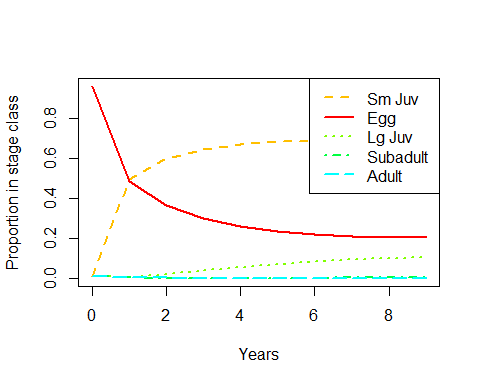 Sm Juv
Egg
Lg Juv
Subadult
Adult
Proportion in stage class
0.0 0.2 0.4 0.6 0.8
0 2 4 6 8
Years